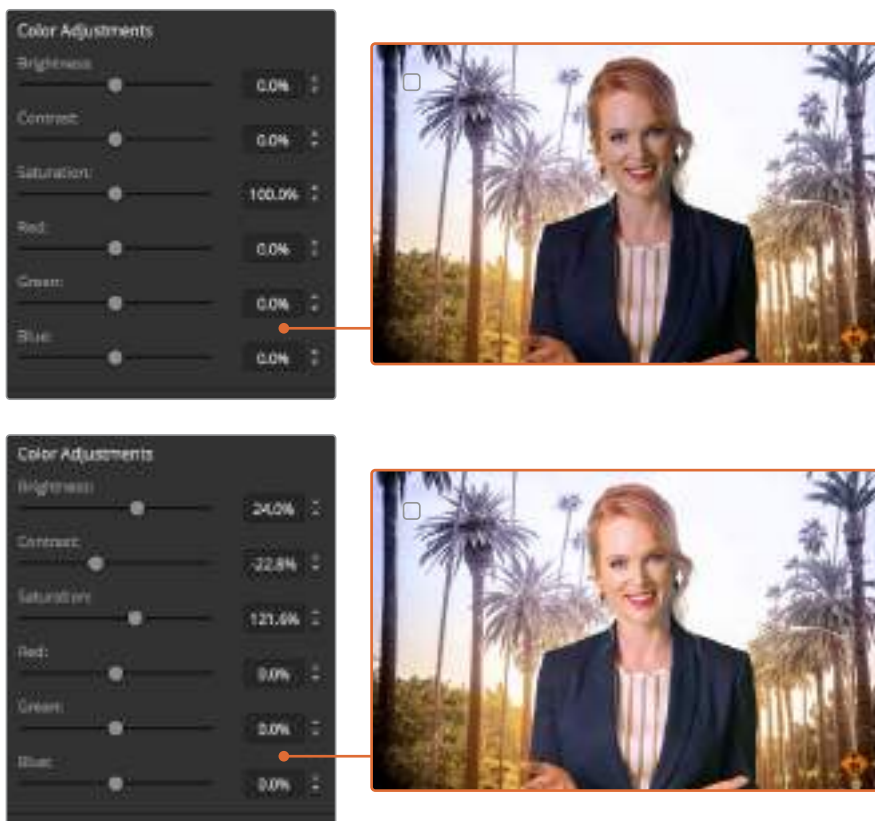 Color Adjustments
Brightness:
0.0%
Contrast:
0.0%
Saturation:
100.0%
Red:
0.0%
Green:
0.0%
Blue:
0.0%
Color Adjustments
Brightness:
24.0%
Contrast:
-22.8%
Saturation:
121.6%
Red:
0.0%
Green:
0.0%
Blue:
0.0%